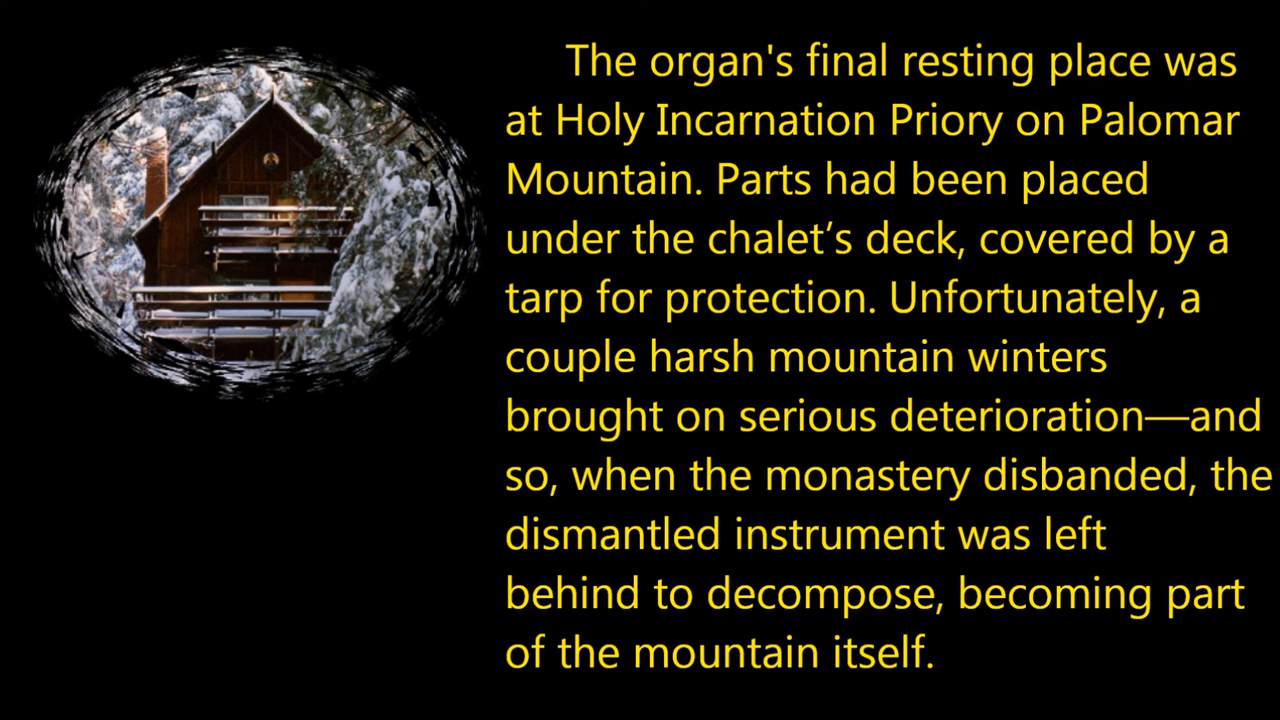 The organ's final resting place was
at Holy Incarnation Priory on Palomar
Mountain. Parts had been placed
under the chalet’s deck, covered by a
tarp for protection. Unfortunately, a
couple harsh mountain winters
brought on serious deterioration—and
so, when the monastery disbanded, the
dismantled instrument was left
behind to decompose, becoming part
of the mountain itself.